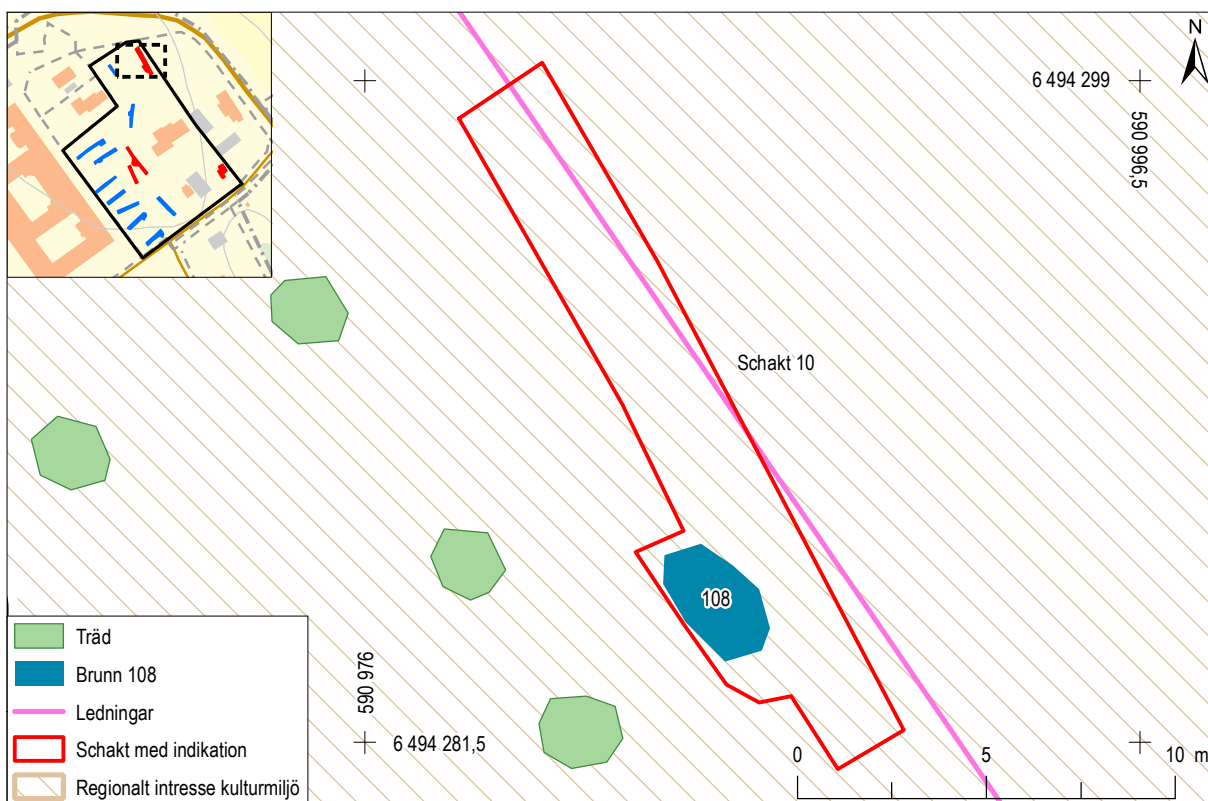 N
6 494 299
590 996,5
Schakt 10
108
590 976
6 494 281,5
Träd
Brunn 108
Ledningar
Schakt med indikation
Regionalt intresse kulturmiljö
0 5 10 m